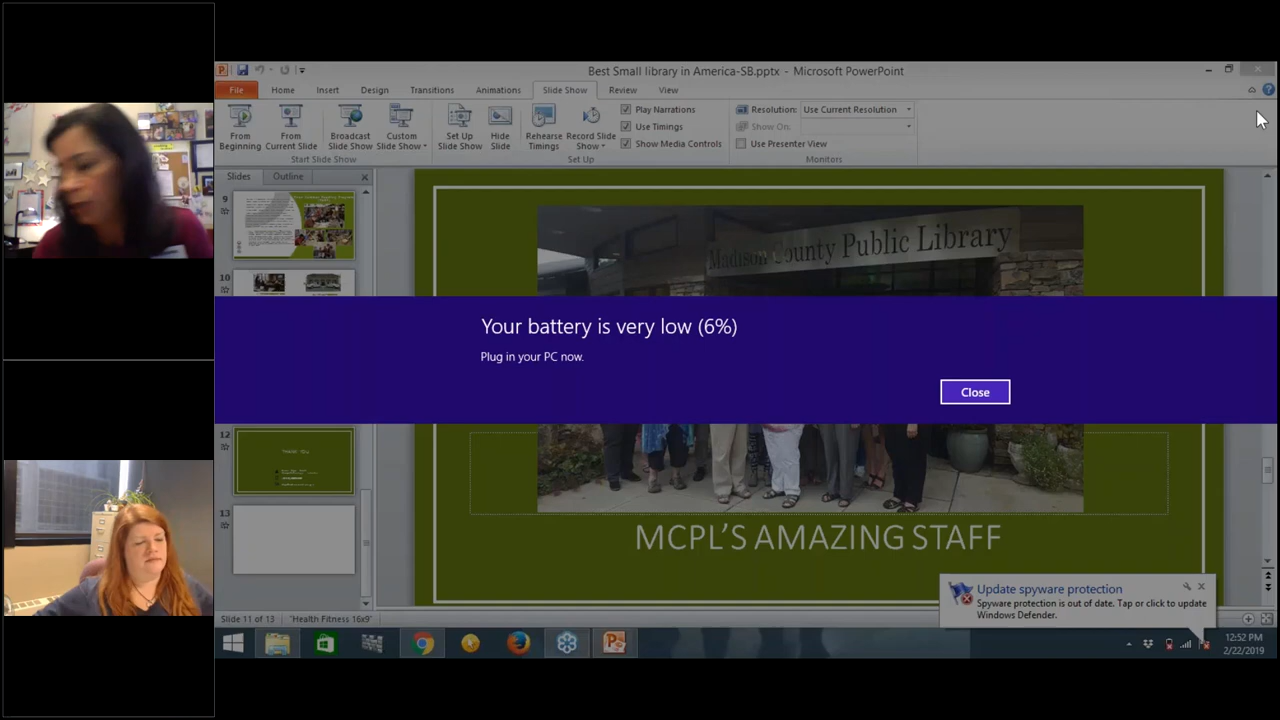 Best Small library in America-SB.pptx - Microsoft PowerPoint
File Home Insert Design Transitions Animations Slide Show Review View
From Beginning
From Current Slide
Broadcast Slide Show
Custom Slide Show
Start Slide Show
Set Up Slide Show
Hide Slide
Rehearse Timings
Record Slide Show
Play Narrations
Use Timings
Show Media Controls
Set Up
Resolution: Use Current Resolution
Show On:
Use Presenter View
Monitors
Slides Outline
9
10
12
13
Madison County Public Library
Your battery is very low (6%)
Plug in your PC now.
Close
MCPL'S AMAZING STAFF
Update spyware protection
Spyware protection is out of date. Tap or click to update
Windows Defender.
Slide 11 of 13 "Health Fitness 16x9"
12:52 PM
2/22/2019